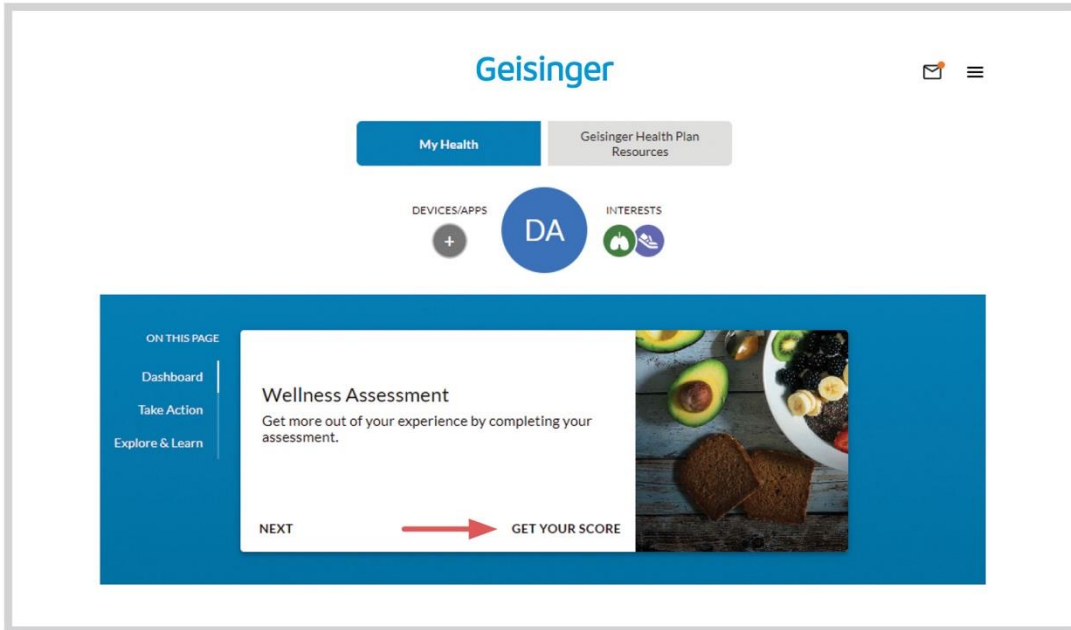 Geisinger
My Health
Geisinger Health Plan
Resources
DEVICES/APPS
+
DA
INTERESTS
ON THIS PAGE
Dashboard
Take Action
Explore & Learn
Wellness Assessment
Get more out of your experience by completing your
assessment.
NEXT
GET YOUR SCORE